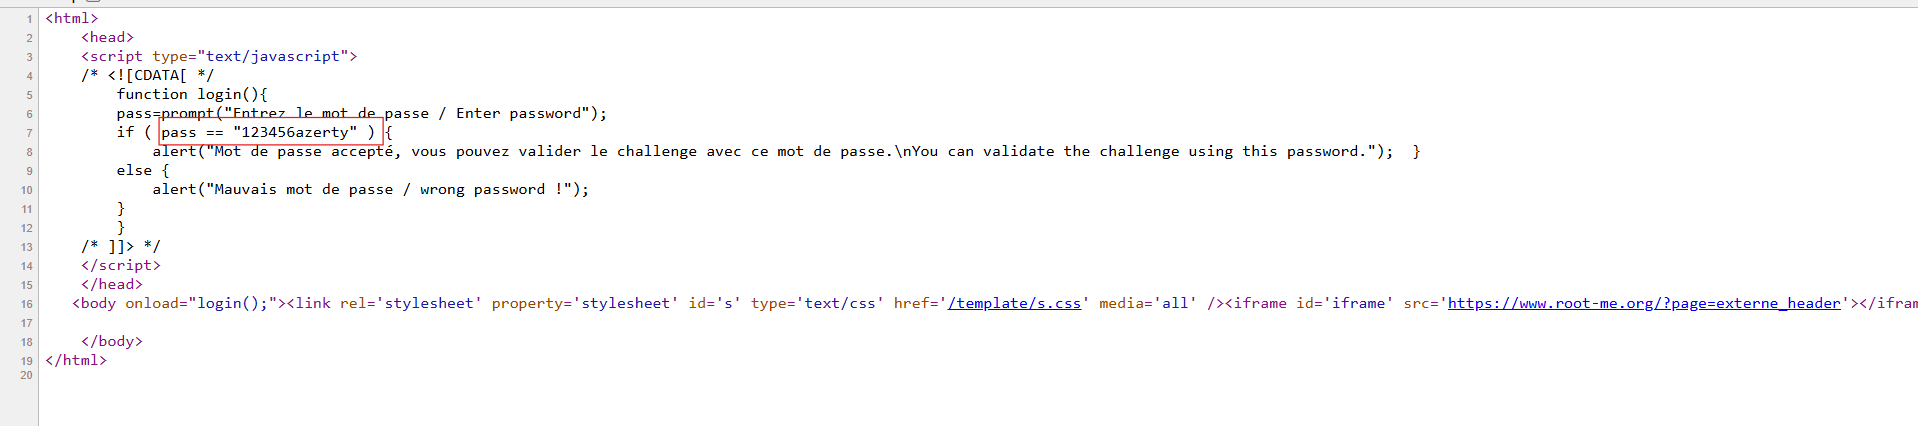 1 <html>
2 <head>
3 <script type="text/javascript">
4 /* <![CDATA[ */
5 function login(){
6 pass=prompt("Entrez le mot de passe / Enter password");
7 if ( pass == "123456azerty" ) {
8 alert("Mot de passe accepté, vous pouvez valider le challenge avec ce mot de passe.\nYou can validate the challenge using this password."); }
9 else {
10 alert("Mauvais mot de passe / wrong password !");
11 }
12 }
13 /* ]]> */
14 </script>
15 </head>
16 <body onload="login();"><link rel='stylesheet' property='stylesheet' id='s' type='text/css' href='/template/s.css' media='all' /><iframe id='iframe' src='https://www.root-me.org/?page=externe_header'></ifram
17
18 </body>
19 </html>
20